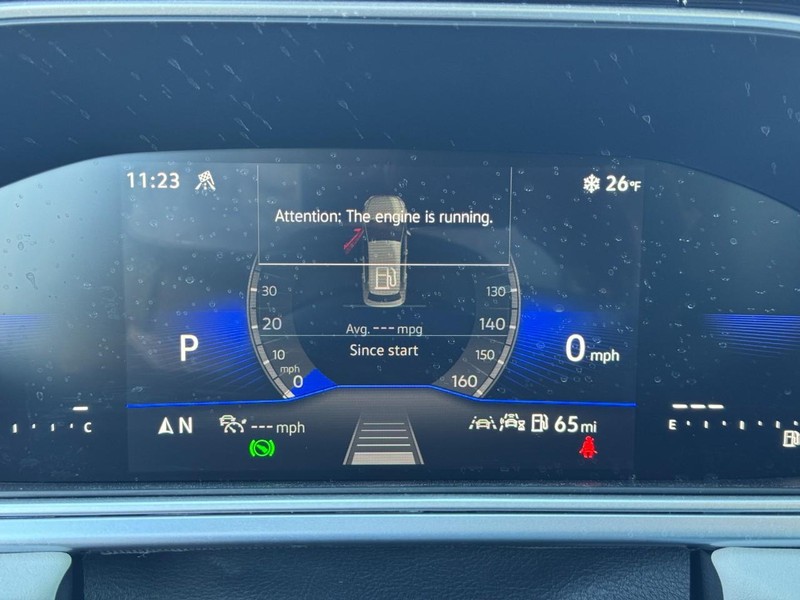 11:23
26°F
Attention: The engine is running.
30
130
20
Avg. --- mpg
140
P
Since start
0 mph
10
150
mph
0
160
C
N
--- mph
65 mi
E